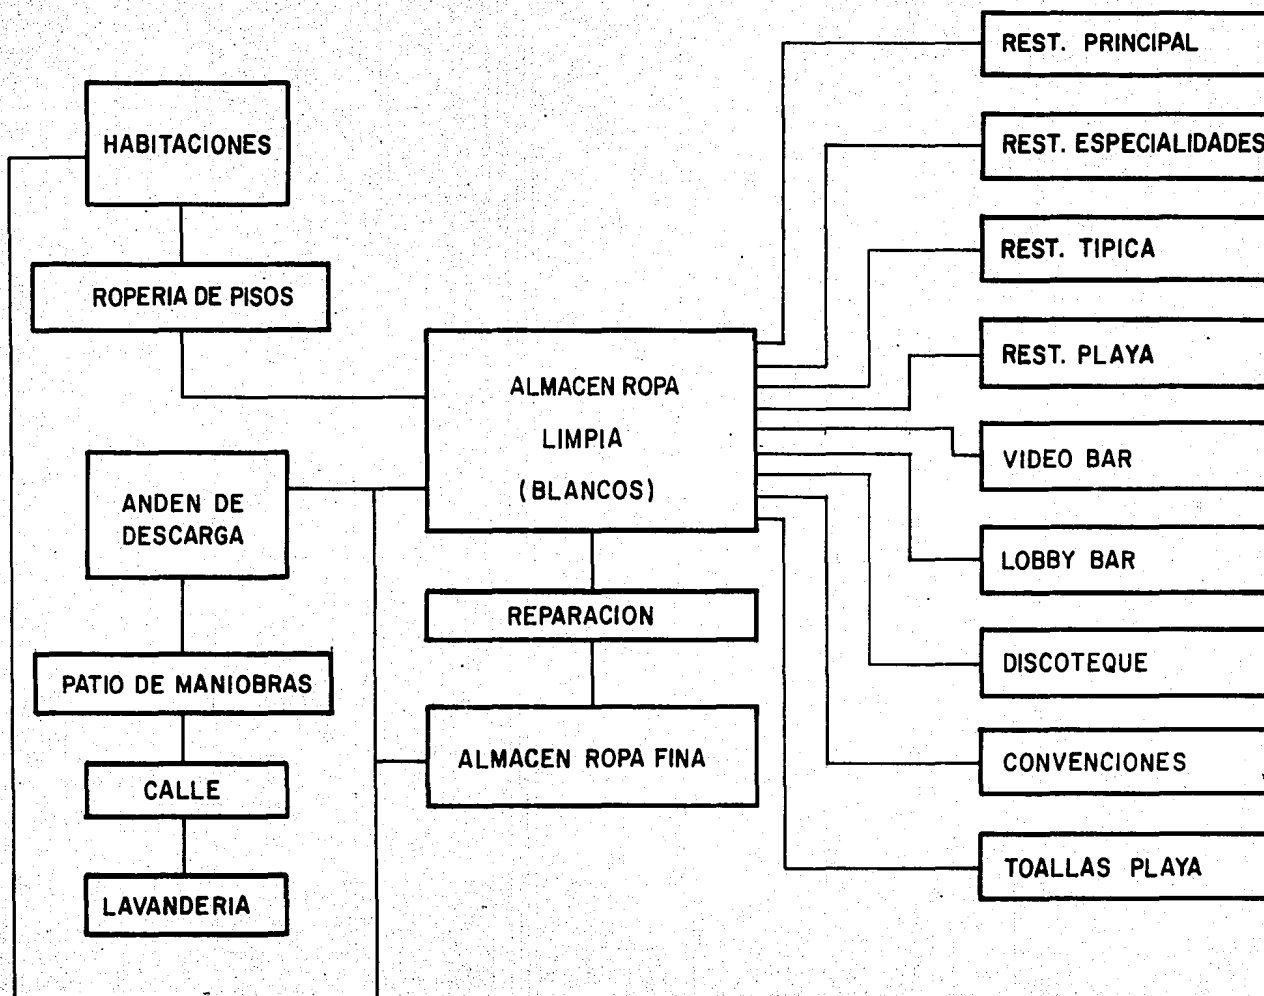 HABITACIONES
ROPERIA DE PISOS
ANDEN DE
DESCARGA
PATIO DE MANIOBRAS
CALLE
LAVANDERIA
ALMACEN ROPA
LIMPIA
(BLANCOS)
REPARACION
ALMACEN ROPA FINA
REST. PRINCIPAL
REST. ESPECIALIDADES
REST. TIPICA
REST. PLAYA
VIDEO BAR
LOBBY BAR
DISCOTEQUE
CONVENCIONES
TOALLAS PLAYA